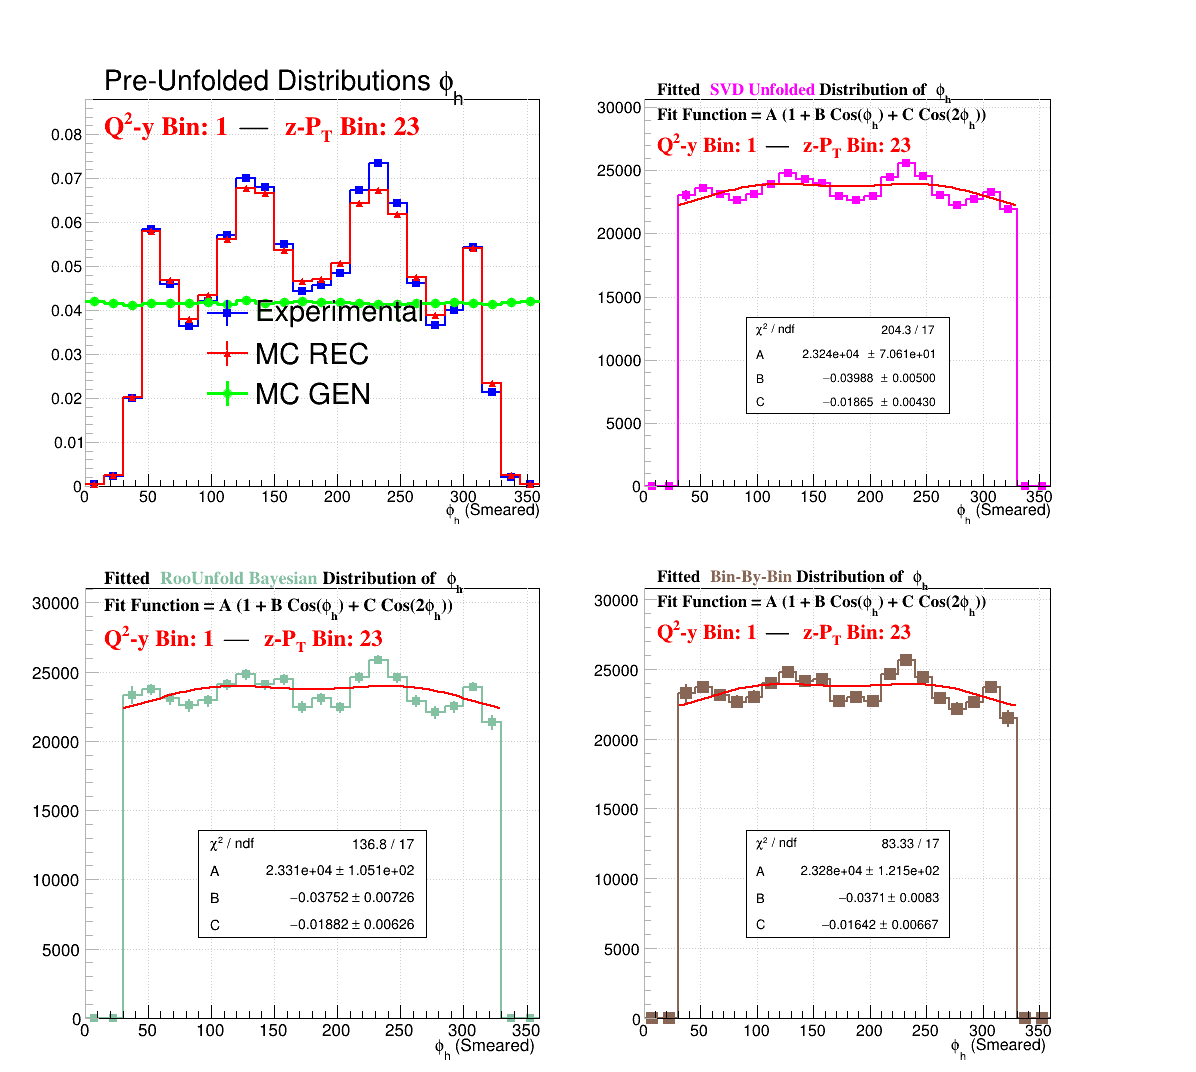 Pre-Unfolded Distributions ϕh
Q²-y Bin: 1 — z-PT Bin: 23
0.08
0.07
0.06
0.05
0.04
0.03
0.02
0.01
0
Experimental
MC REC
MC GEN
0 50 100 150 200 250 300 350
ϕh (Smeared)
Fitted SVD Unfolded Distribution of ϕh
Fit Function = A (1 + B Cos(ϕh) + C Cos(2ϕh))
Q²-y Bin: 1 — z-PT Bin: 23
30000
25000
20000
15000
10000
5000
0
χ² / ndf 204.3 / 17
A 2.324e+04 ± 7.061e+01
B −0.03988 ± 0.00500
C −0.01865 ± 0.00430
0 50 100 150 200 250 300 350
ϕh (Smeared)
Fitted RooUnfold Bayesian Distribution of ϕh
Fit Function = A (1 + B Cos(ϕh) + C Cos(2ϕh))
Q²-y Bin: 1 — z-PT Bin: 23
30000
25000
20000
15000
10000
5000
0
χ² / ndf 136.8 / 17
A 2.331e+04 ± 1.051e+02
B −0.03752 ± 0.00726
C −0.01882 ± 0.00626
0 50 100 150 200 250 300 350
ϕh (Smeared)
Fitted Bin-By-Bin Distribution of ϕh
Fit Function = A (1 + B Cos(ϕh) + C Cos(2ϕh))
Q²-y Bin: 1 — z-PT Bin: 23
30000
25000
20000
15000
10000
5000
0
χ² / ndf 83.33 / 17
A 2.328e+04 ± 1.215e+02
B −0.0371 ± 0.0083
C −0.01642 ± 0.00667
0 50 100 150 200 250 300 350
ϕh (Smeared)